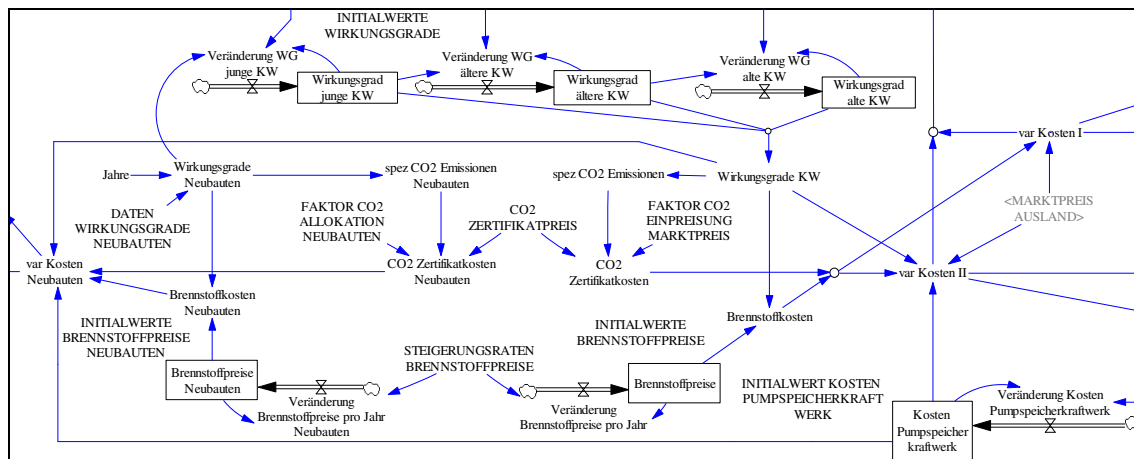 INITIALWERTE
WIRKUNGSGRADE
Veränderung WG
junge KW
Wirkungsgrad
junge KW
Veränderung WG
ältere KW
Wirkungsgrad
ältere KW
Veränderung WG
alte KW
Wirkungsgrad
alte KW
var Kosten I
Jahre
Wirkungsgrade
Neubauten
spez CO2 Emissionen
Neubauten
spez CO2 Emissionen
Wirkungsgrade KW
<MARKTPREIS
AUSLAND>
DATEN
WIRKUNGSGRADE
NEUBAUTEN
FAKTOR CO2
ALLOKATION
NEUBAUTEN
CO2
ZERTIFIKATPREIS
FAKTOR CO2
EINPREISUNG
MARKTPREIS
var Kosten
Neubauten
CO2 Zertifikatkosten
Neubauten
CO2
Zertifikatkosten
var Kosten II
Brennstoffkosten
Neubauten
Brennstoffkosten
INITIALWERTE
BRENNSTOFFPREISE
NEUBAUTEN
INITIALWERTE
BRENNSTOFFPREISE
STEIGERUNGSRATEN
BRENNSTOFFPREISE
Brennstoffpreise
Neubauten
Veränderung
Brennstoffpreise pro Jahr
Neubauten
Brennstoffpreise
Veränderung
Brennstoffpreise pro Jahr
INITIALWERT KOSTEN
PUMPSPEICHERKRAFT
WERK
Kosten
Pumpspeicher
kraftwerk
Veränderung Kosten
Pumpspeicherkraftwerk